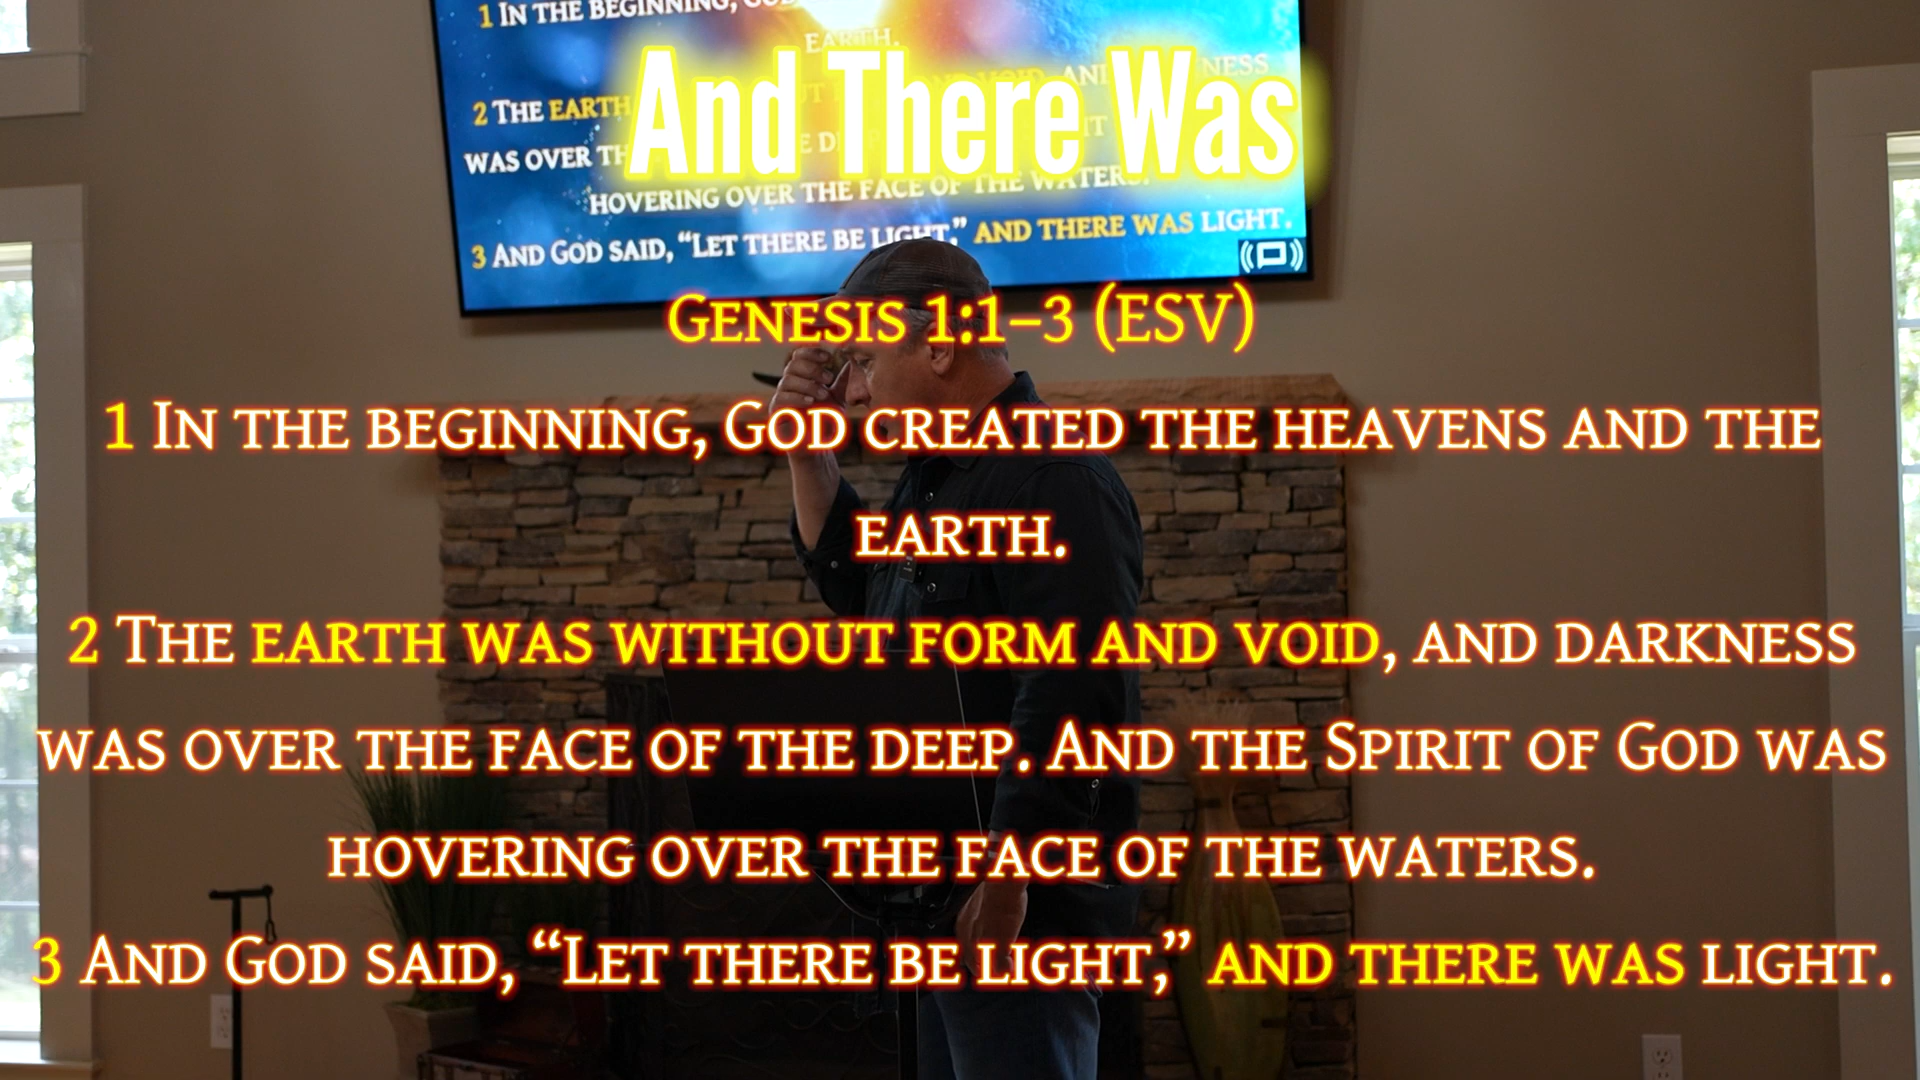 1 In the beginning, God
earth.
And There Was
2 The earth
was over th
hovering over the face of the waters.
3 And God said, “Let there be light,” and there was light.
Genesis 1:1–3 (ESV)
1 In the beginning, God created the heavens and the
earth.
2 The earth was without form and void, and darkness
was over the face of the deep. And the Spirit of God was
hovering over the face of the waters.
3 And God said, “Let there be light,” and there was light.